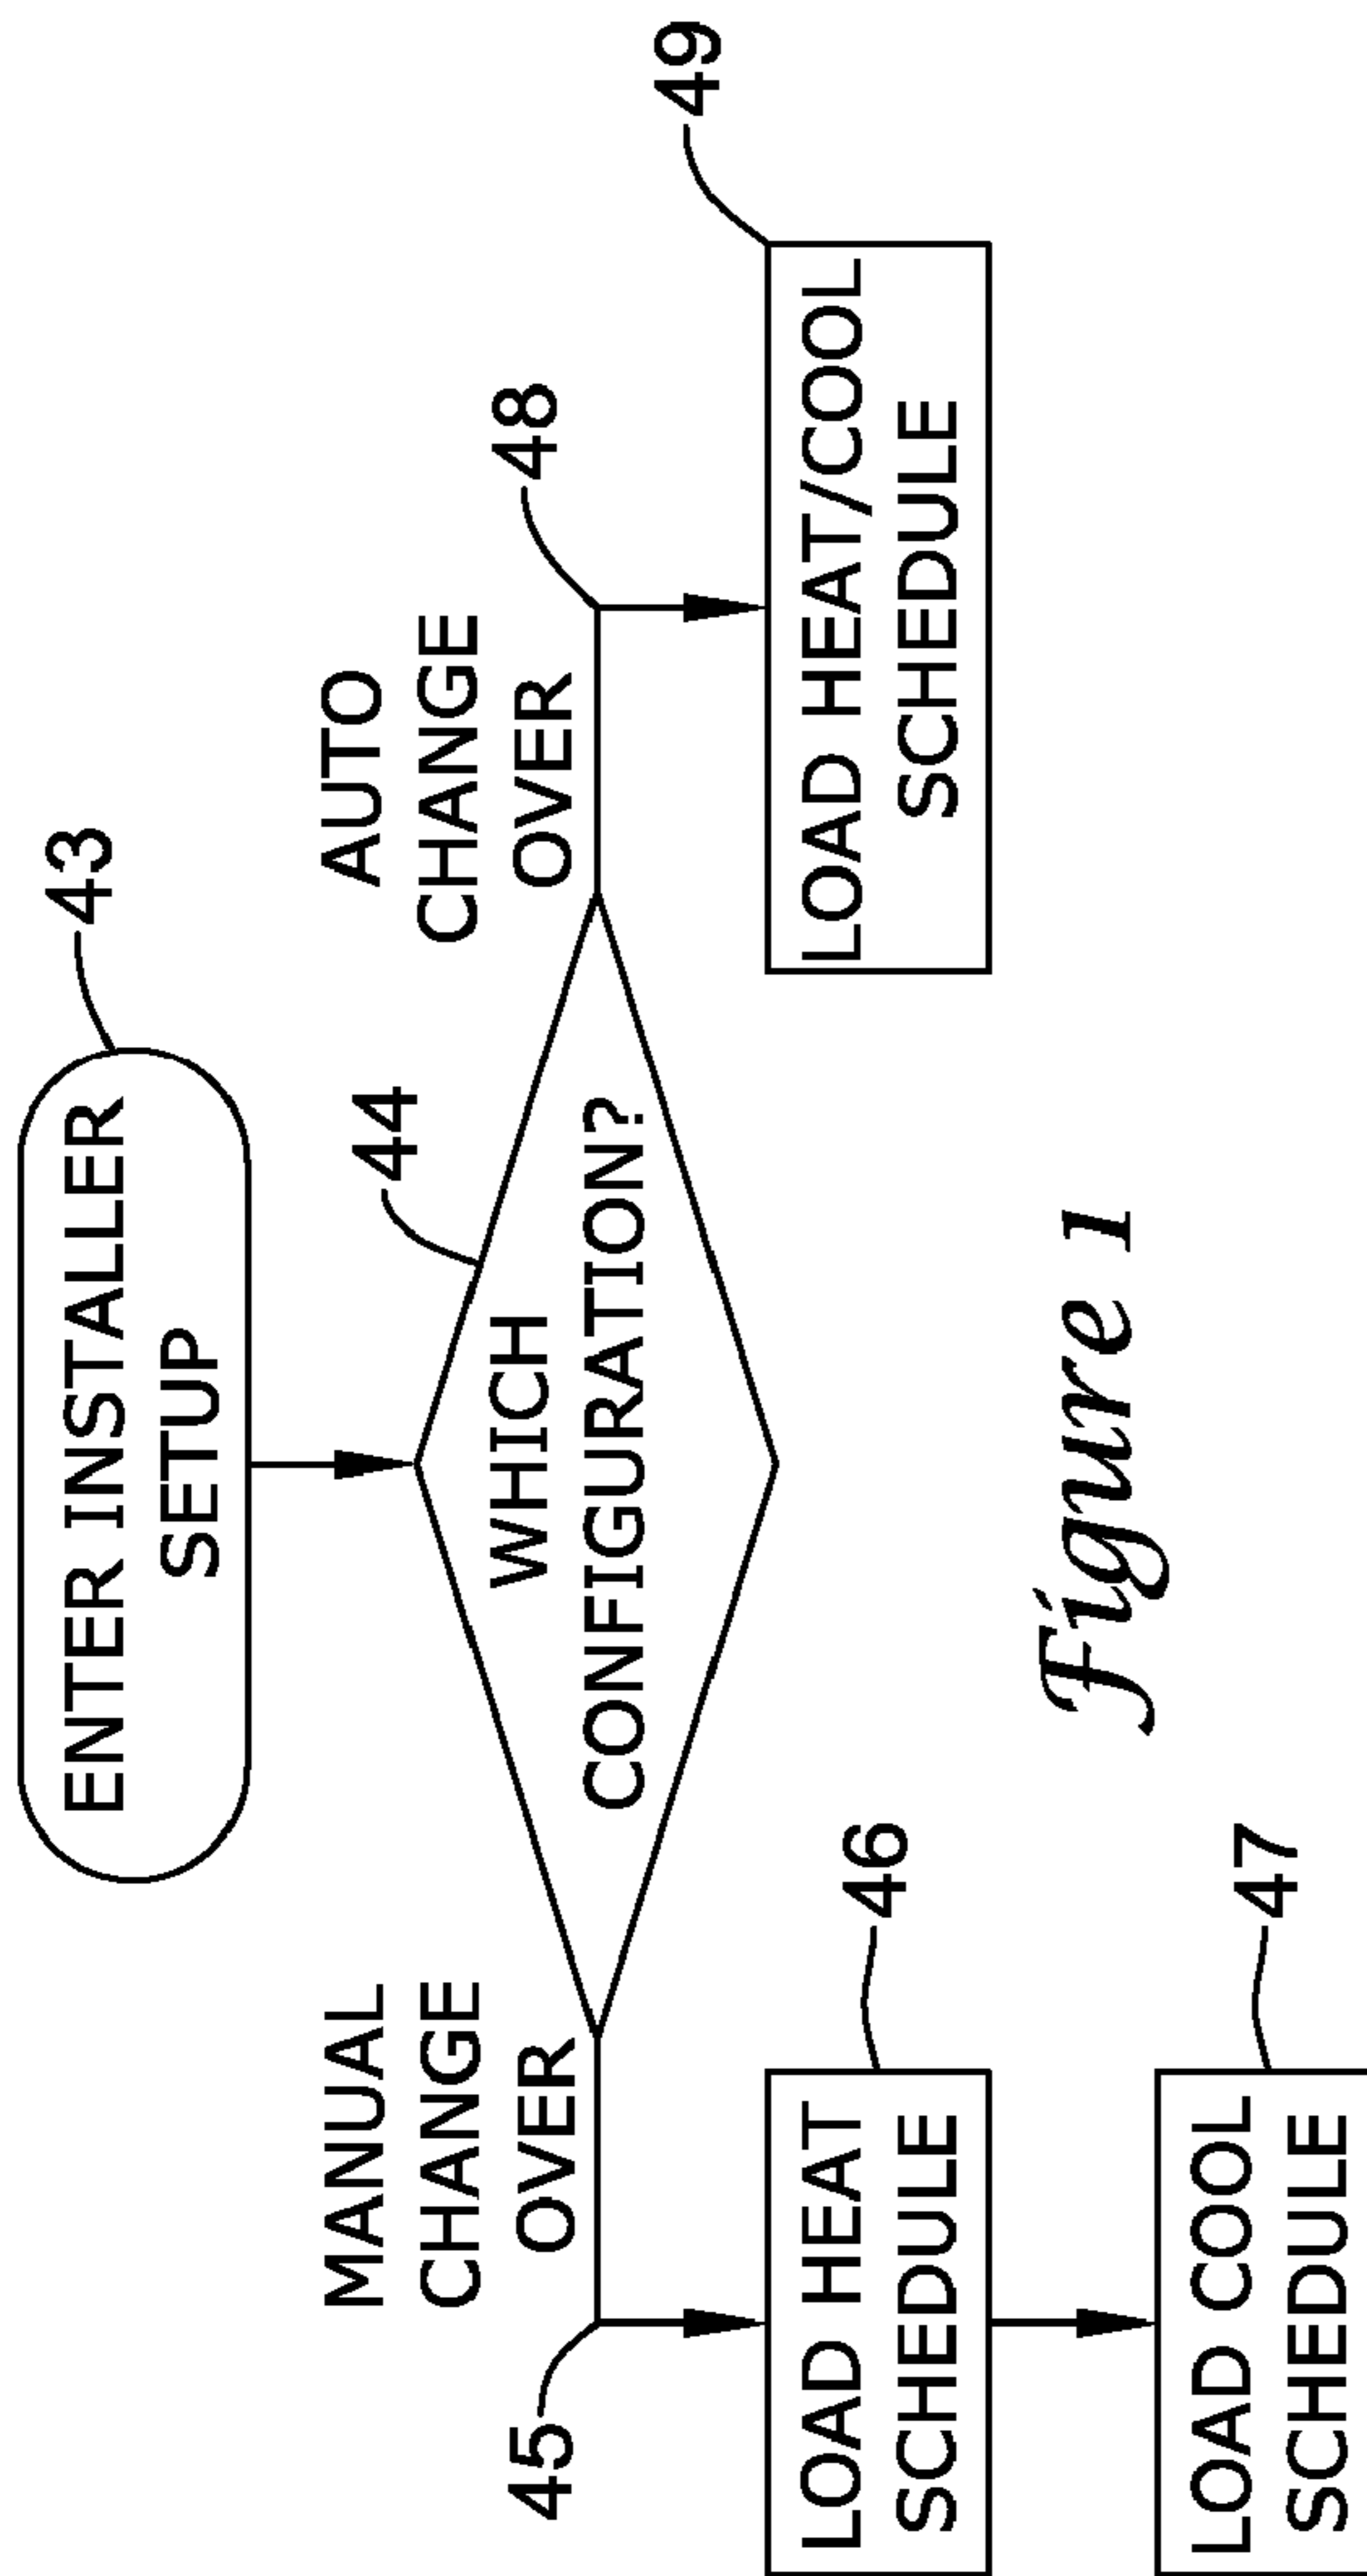 43
ENTER INSTALLER
SETUP
44
WHICH
CONFIGURATION?
MANUAL
CHANGE
OVER
45
AUTO
CHANGE
OVER
48
LOAD HEAT
SCHEDULE
46
LOAD HEAT/COOL
SCHEDULE
49
LOAD COOL
SCHEDULE
47
Figure 1